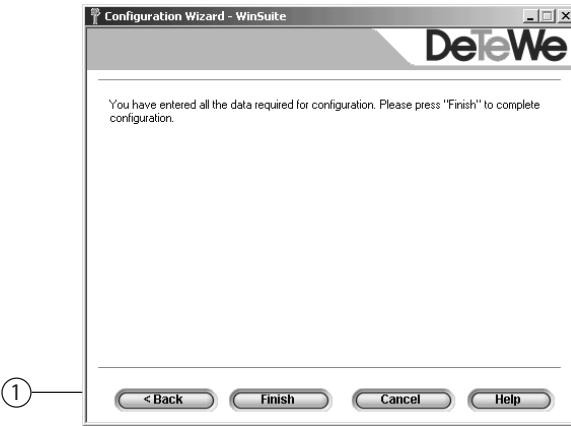 Configuration Wizard - WinSuite
DeTeWe
You have entered all the data required for configuration. Please press "Finish" to complete
configuration.
1
< Back Finish Cancel Help